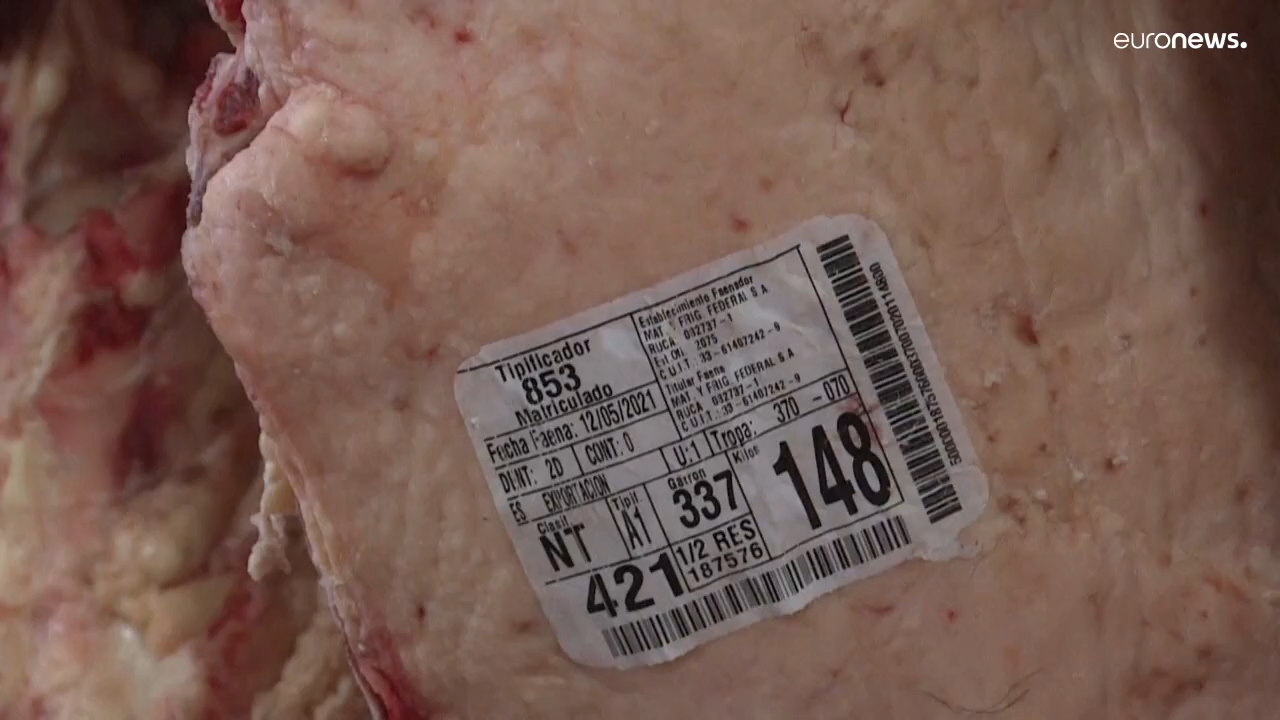 euronews.
Tipificador
853
Matriculado
Fecha Faena: 12/05/2021
DENT: 2D CONT: 0
ES EXPORTACION
Clasif NT
Tipif A1
421
Establecimiento Faenador
MAT. Y FRIG. FEDERAL S.A
RUCA 032737-1
Est Ofi. 2075
C.U.I.T.: 33-61407242-9
Titular Faena
MAT. Y FRIG. FEDERAL S.A
RUCA 032737-1
C.U.I.T.: 33-61407242-9
U:1 Tropa: 370 - 070
Garron 337
Kilos 148
1/2 RES
187576